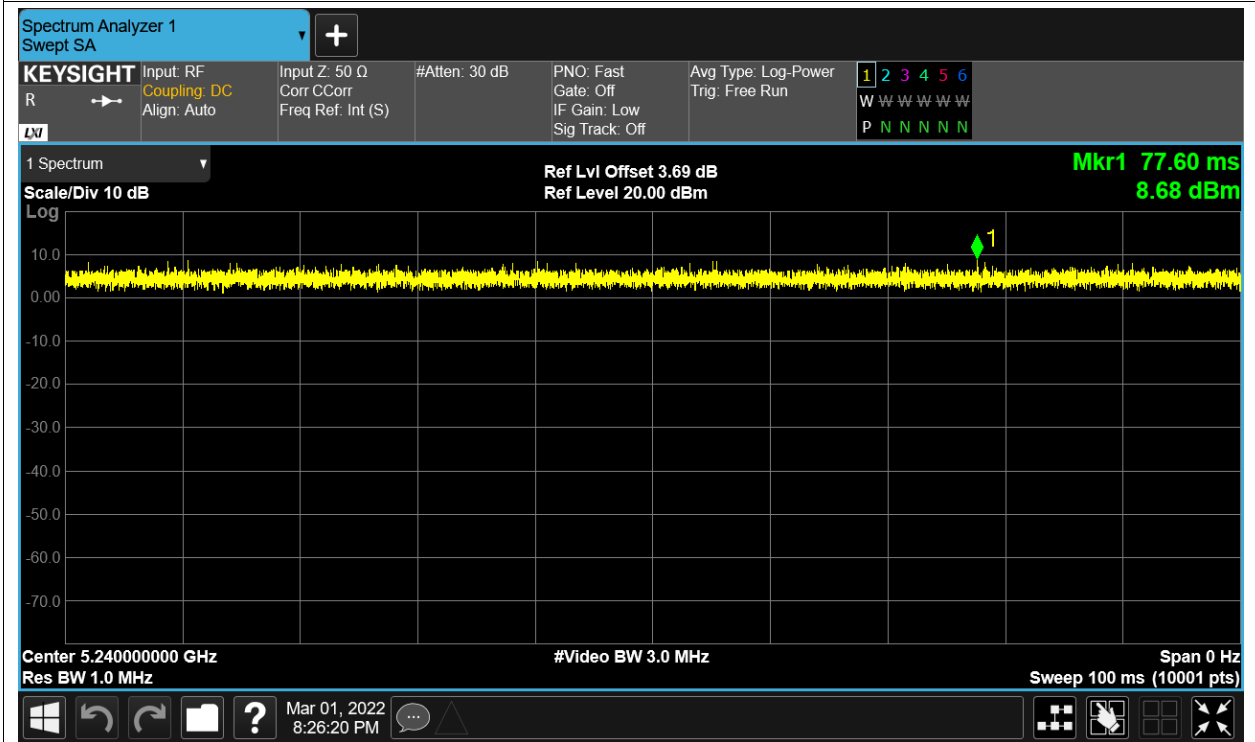 Spectrum Analyzer 1
Swept SA
KEYSIGHT Input: RF Input Z: 50 Ω #Atten: 30 dB PNO: Fast Avg Type: Log-Power 1 2 3 4 5 6
R Coupling: DC Corr CCorr Gate: Off Trig: Free Run W W W W W W
Align: Auto Freq Ref: Int (S) IF Gain: Low
LXI Sig Track: Off P N N N N N
1 Spectrum Ref Lvl Offset 3.69 dB Mkr1 77.60 ms
Scale/Div 10 dB Ref Level 20.00 dBm 8.68 dBm
Log
1
10.0
0.00
-10.0
-20.0
-30.0
-40.0
-50.0
-60.0
-70.0
Center 5.240000000 GHz #Video BW 3.0 MHz Span 0 Hz
Res BW 1.0 MHz Sweep 100 ms (10001 pts)
? Mar 01, 2022
8:26:20 PM